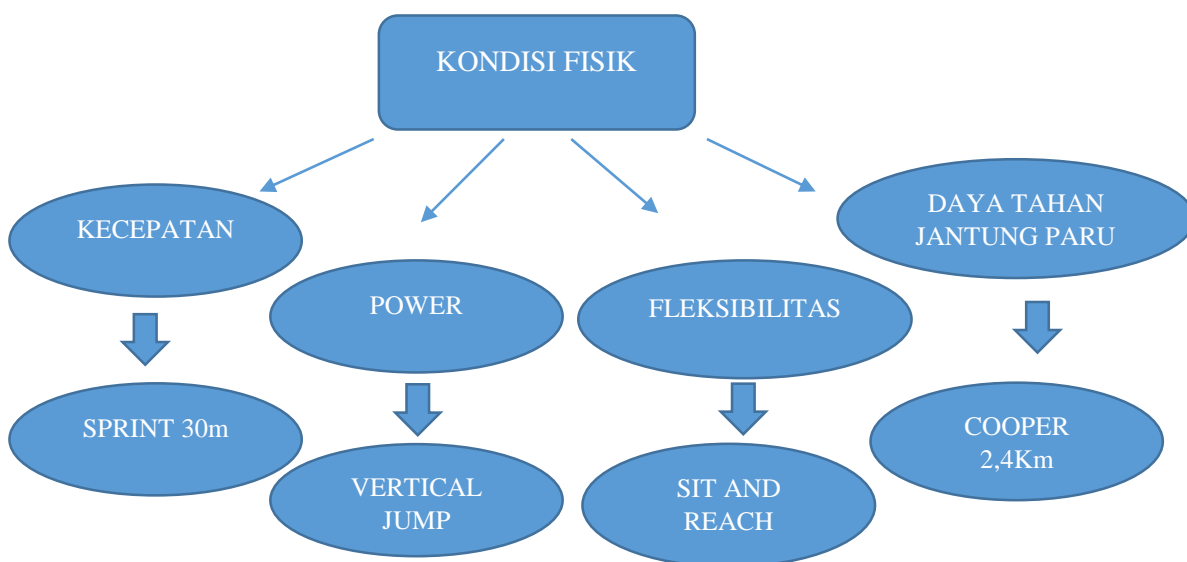 KONDISI FISIK
KECEPATAN
POWER
FLEKSIBILITAS
DAYA TAHAN
JANTUNG PARU
SPRINT 30m
VERTICAL
JUMP
SIT AND
REACH
COOPER
2,4Km